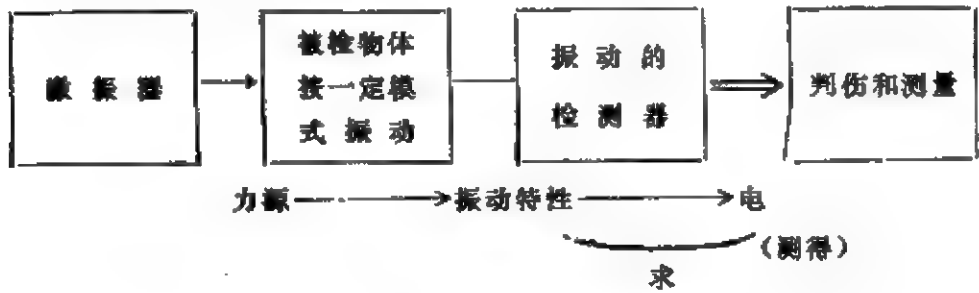 激振器
被检物体
按一定模
式振动
振动的
检测器
判伤和测量
力源
振动特性
电
(测得)
求